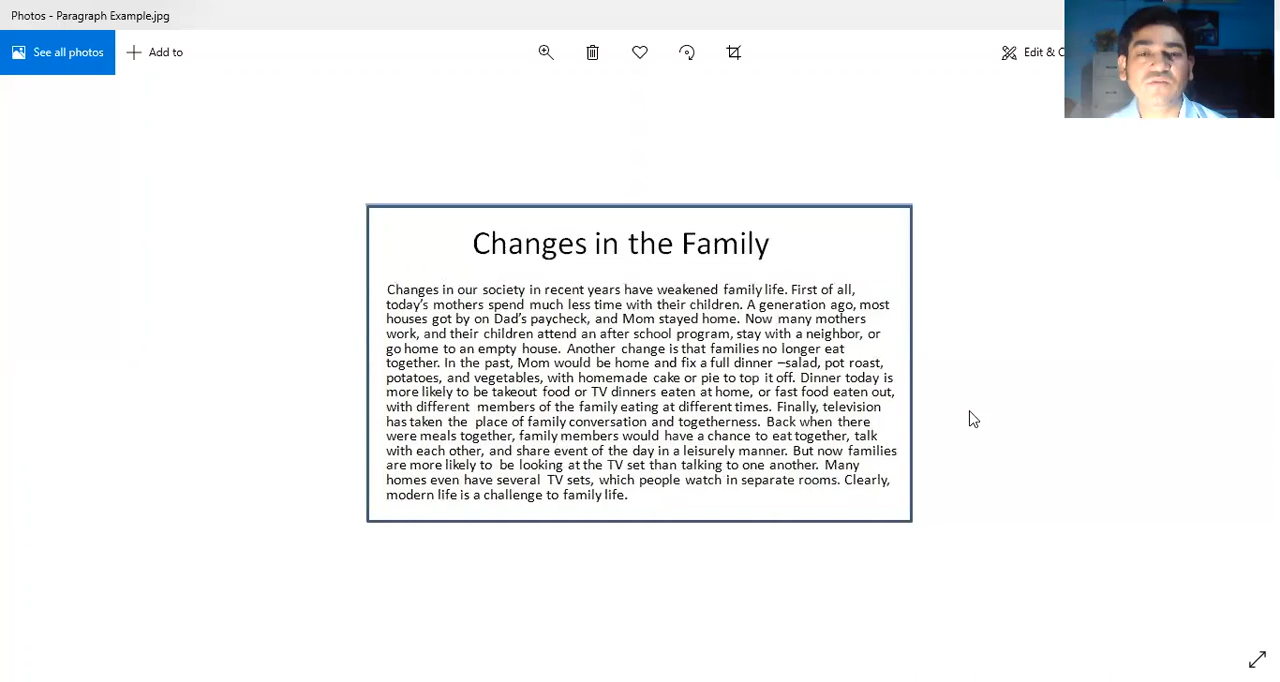 Photos - Paragraph Example.jpg
See all photos
Add to
Edit & C
Changes in the Family
Changes in our society in recent years have weakened family life. First of all,
today's mothers spend much less time with their children. A generation ago, most
houses got by on Dad's paycheck, and Mom stayed home. Now many mothers
work, and their children attend an after school program, stay with a neighbor, or
go home to an empty house. Another change is that families no longer eat
together. In the past, Mom would be home and fix a full dinner –salad, pot roast,
potatoes, and vegetables, with homemade cake or pie to top it off. Dinner today is
more likely to be takeout food or TV dinners eaten at home, or fast food eaten out,
with different members of the family eating at different times. Finally, television
has taken the place of family conversation and togetherness. Back when there
were meals together, family members would have a chance to eat together, talk
with each other, and share event of the day in a leisurely manner. But now families
are more likely to be looking at the TV set than talking to one another. Many
homes even have several TV sets, which people watch in separate rooms. Clearly,
modern life is a challenge to family life.